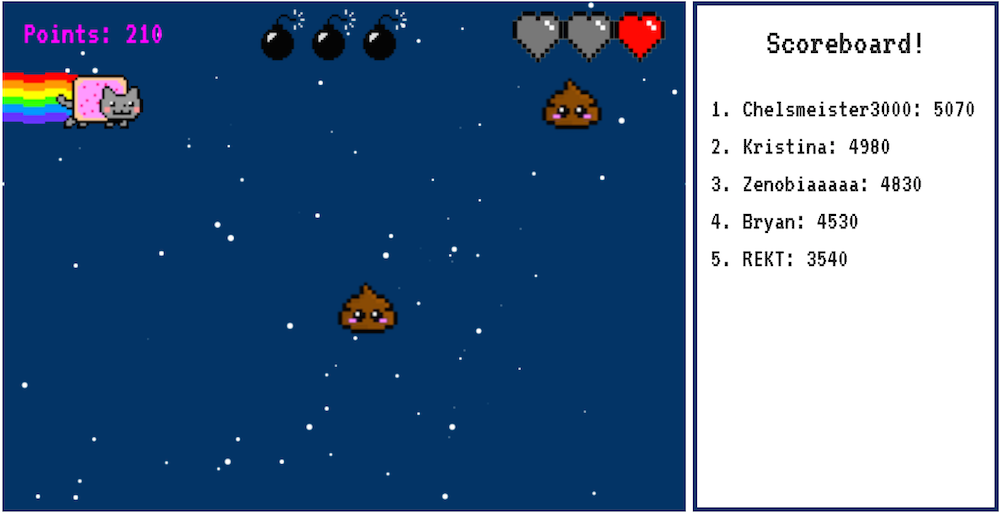 Points: 210
Scoreboard!
1. Chelsmeister3000: 5070
2. Kristina: 4980
3. Zenobiaaaaa: 4830
4. Bryan: 4530
5. REKT: 3540